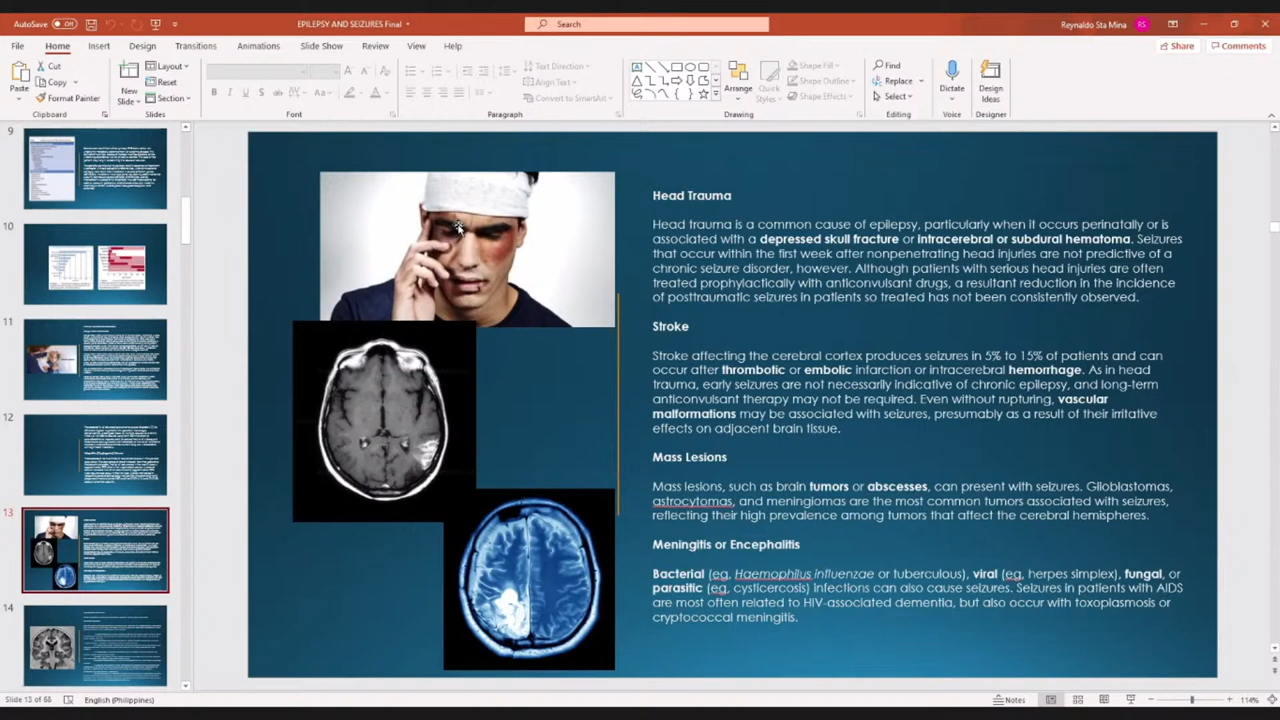 AutoSave Off
EPILEPSY AND SEIZURES Final
Search
Reynaldo Sta Mina
RS
File Home Insert Design Transitions Animations Slide Show Review View Help
Share Comments
Cut
Copy
Format Painter
Paste
Clipboard
New
Slide
Layout
Reset
Section
Slides
Font
Text Direction
Align Text
Convert to SmartArt
Paragraph
Arrange
Quick
Styles
Shape Fill
Shape Outline
Shape Effects
Drawing
Find
Replace
Select
Editing
Dictate
Voice
Design
Ideas
Designer
9
10
11
12
13
14
Head Trauma
Head trauma is a common cause of epilepsy, particularly when it occurs perinatally or is
associated with a depressed skull fracture or intracerebral or subdural hematoma. Seizures
that occur within the first week after nonpenetrating head injuries are not predictive of a
chronic seizure disorder, however. Although patients with serious head injuries are often
treated prophylactically with anticonvulsant drugs, a resultant reduction in the incidence
of posttraumatic seizures in patients so treated has not been consistently observed.
Stroke
Stroke affecting the cerebral cortex produces seizures in 5% to 15% of patients and can
occur after thrombotic or embolic infarction or intracerebral hemorrhage. As in head
trauma, early seizures are not necessarily indicative of chronic epilepsy, and long-term
anticonvulsant therapy may not be required. Even without rupturing, vascular
malformations may be associated with seizures, presumably as a result of their irritative
effects on adjacent brain tissue.
Mass Lesions
Mass lesions, such as brain tumors or abscesses, can present with seizures. Glioblastomas,
astrocytomas, and meningiomas are the most common tumors associated with seizures,
reflecting their high prevalence among tumors that affect the cerebral hemispheres.
Meningitis or Encephalitis
Bacterial (eg, Haemophilus influenzae or tuberculous), viral (eg, herpes simplex), fungal, or
parasitic (eg, cysticercosis) infections can also cause seizures. Seizures in patients with AIDS
are most often related to HIV-associated dementia, but also occur with toxoplasmosis or
cryptococcal meningitis.
Slide 13 of 68
English (Philippines)
Notes
114%